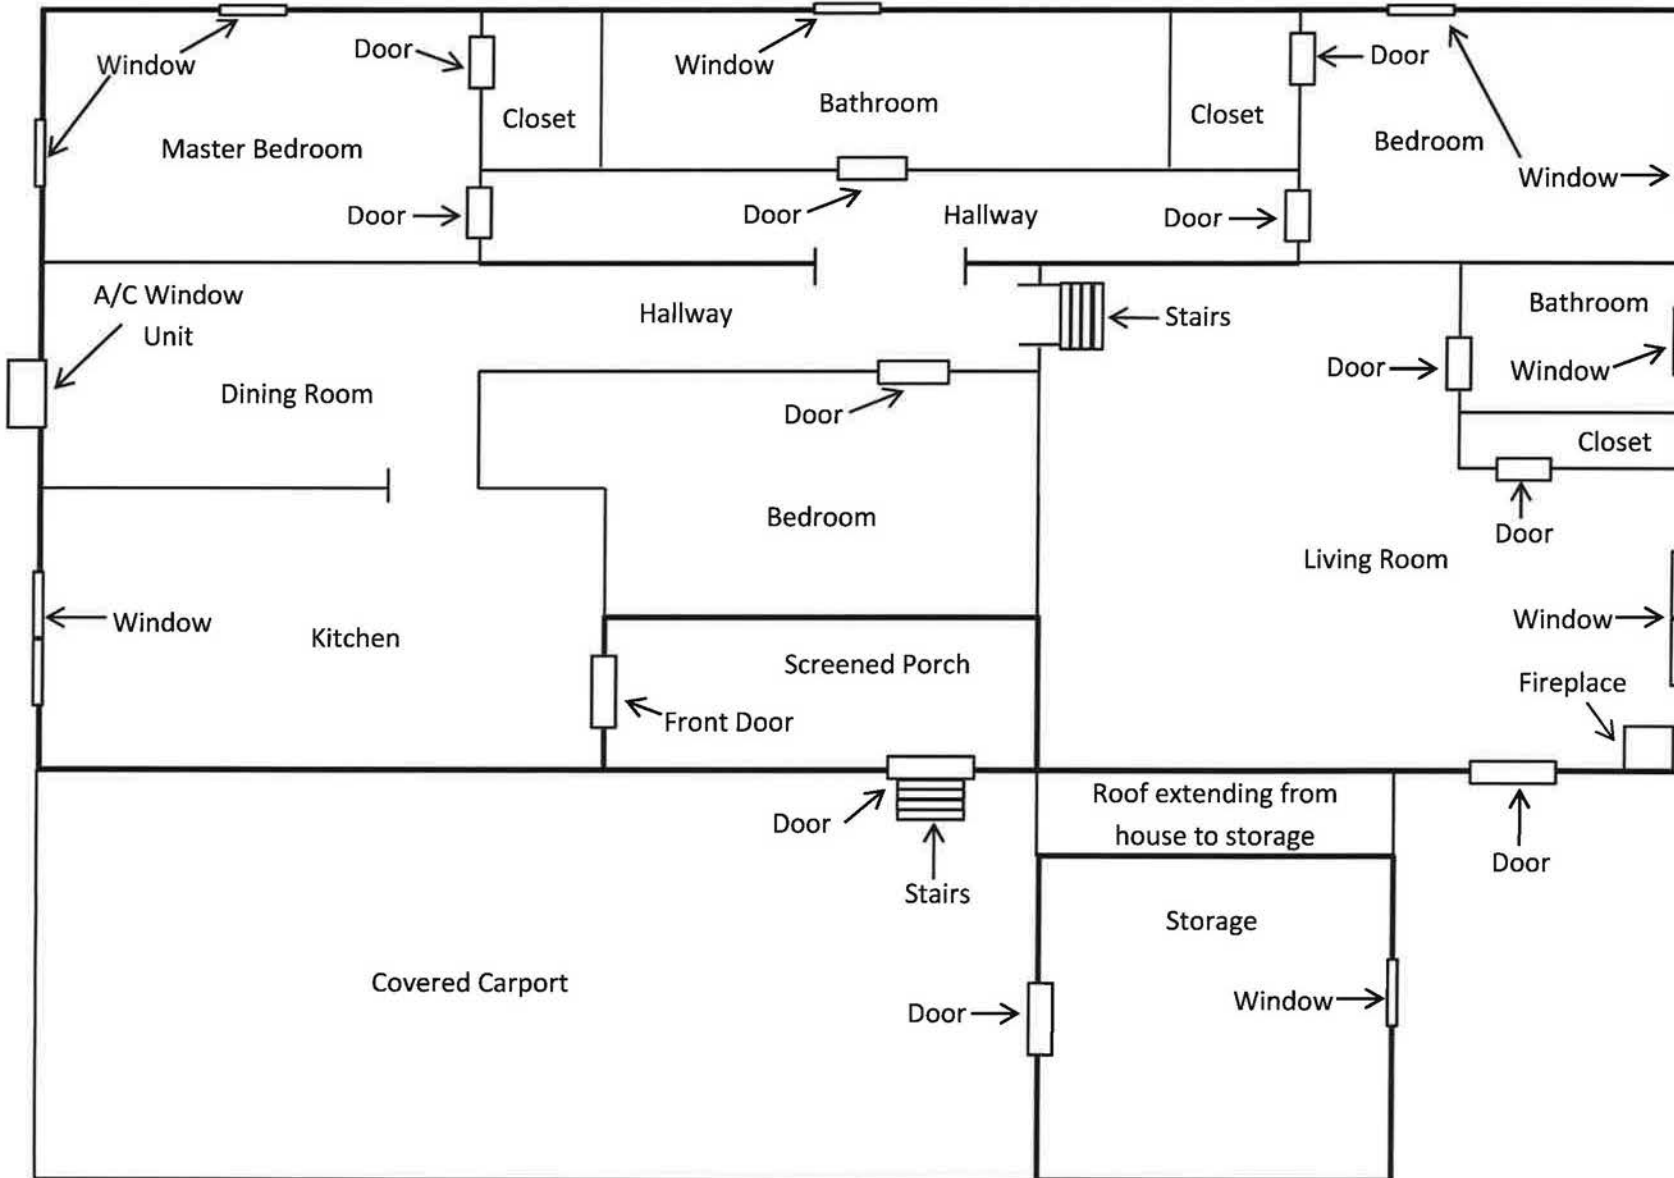 Window
Door
Closet
Window
Bathroom
Closet
Door
Master Bedroom
Bedroom
Window
Door
Door
Hallway
Door
A/C Window
Unit
Hallway
Stairs
Bathroom
Window
Door
Dining Room
Door
Closet
Door
Bedroom
Living Room
Window
Kitchen
Screened Porch
Window
Front Door
Fireplace
Door
Stairs
Roof extending from
house to storage
Door
Storage
Covered Carport
Door
Window